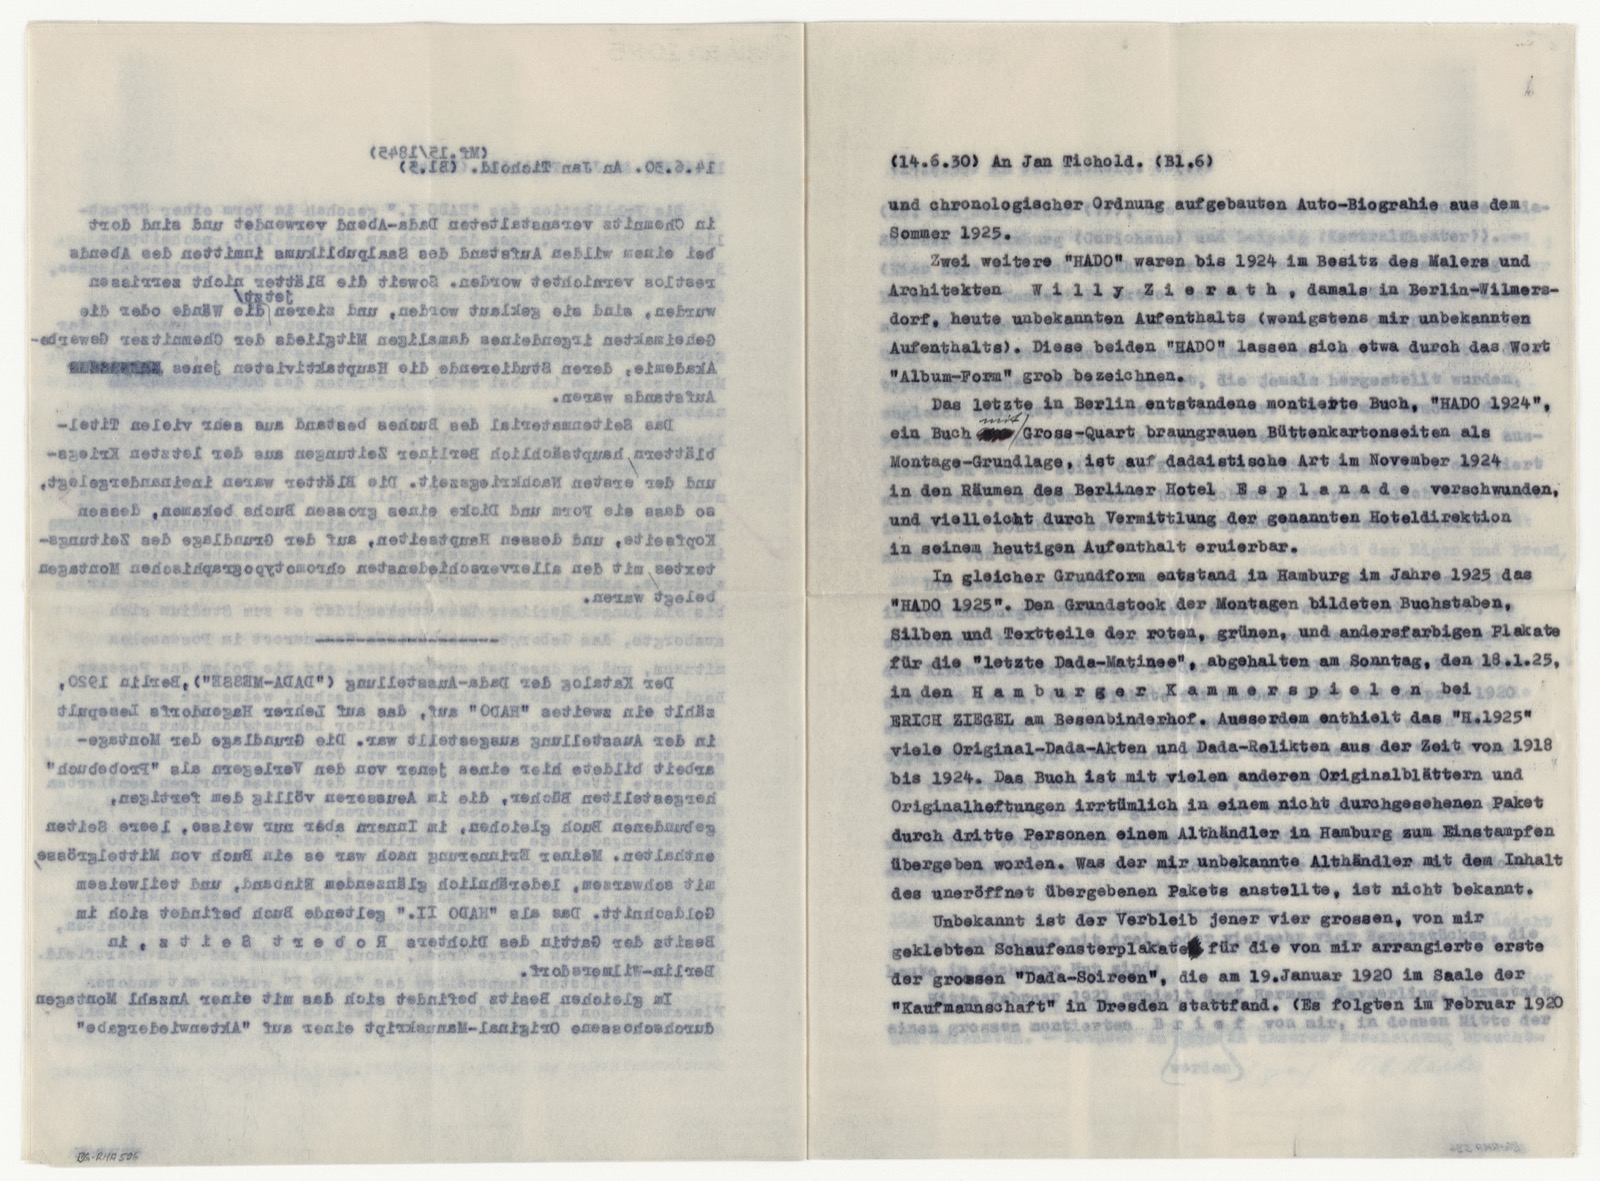 (Mf.15/1845)
14.6.30. An Jan Tichold. (Bl.5)
in Chemnitz veranstalteten Dada-Abend verwendet und sind dort
bei einem wilden Aufstand des Saalpublikums inmitten des Abends
restlos vernichtet worden. Soweit die Blätter nicht zerrissen
jetzt
wurden, sind sie geklaut worden, und zieren die Wände oder die
Geheimakten irgendeines damaligen Mitglieds der Chemnitzer Gewerbe-
Akademie, deren Studierende die Hauptaktivisten jenes
Aufstands waren.
Das Seitenmaterial des Buches bestand aus sehr vielen Titel-
blättern hauptsächlich Berliner Zeitungen aus der letzten Kriegs-
und der ersten Nachkriegszeit. Die Blätter waren ineinandergelegt,
so dass sie Form und Dicke eines grossen Buchs bekamen, dessen
Kopfseite, und dessen Hauptseiten, auf der Grundlage des Zeitungs-
textes mit den allerverschiedensten chromotypographischen Montagen
belegt waren.
Der Katalog der Dada-Ausstellung ("DADA-MESSE"), Berlin 1920,
zählt ein zweites "HADO" auf, das auf Lehrer Hagendorfs Lesepult
in der Ausstellung ausgestellt war. Die Grundlage der Montage-
arbeit bildete hier eines jener von den Verlegern als "Probebuch"
hergestellten Bücher, die im Aeusseren völlig dem fertigen,
gebundenen Buch gleichen, im Innern aber nur weisse, leere Seiten
enthalten. Meiner Erinnerung nach war es ein Buch von Mittelgrösse,
mit schwarzem, lederähnlich glänzendem Einband, und teilweisem
Goldschnitt. Das als "HADO II." geltende Buch befindet sich im
Besitz der Gattin des Dichters R o b e r t  S e i t z , in
Berlin-Wilmersdorf.
Im gleichen Besitz befindet sich das mit einer Anzahl Montagen
durchschossene Original-Manuskript einer auf "Aktenwiedergabe"
BG-RHA 506
(14.6.30) An Jan Tichold. (Bl.6)
und chronologischer Ordnung aufgebauten Auto-Biograhie aus dem
Sommer 1925.
Zwei weitere "HADO" waren bis 1924 im Besitz des Malers und
Architekten  W i l l y  Z i e r a t h , damals in Berlin-Wilmers-
dorf, heute unbekannten Aufenthalts (wenigstens mir unbekannten
Aufenthalts). Diese beiden "HADO" lassen sich etwa durch das Wort
"Album-Form" grob bezeichnen.
Das letzte in Berlin entstandene montierte Buch, "HADO 1924",
mit
ein Buch Gross-Quart braungrauen Büttenkartonseiten als
Montage-Grundlage, ist auf dadaistische Art im November 1924
in den Räumen des Berliner Hotel  E s p l a n a d e  verschwunden,
und vielleicht durch Vermittlung der genannten Hoteldirektion
in seinem heutigen Aufenthalt eruierbar.
In gleicher Grundform entstand in Hamburg im Jahre 1925 das
"HADO 1925". Den Grundstock der Montagen bildeten Buchstaben,
Silben und Textteile der roten, grünen, und andersfarbigen Plakate
für die "letzte Dada-Matinee", abgehalten am Sonntag, den 18.1.25,
in den  H a m b u r g e r  K a m m e r s p i e l e n  bei
ERICH ZIEGEL am Besenbinderhof. Ausserdem enthielt das "H.1925"
viele Original-Dada-Akten und Dada-Relikten aus der Zeit von 1918
bis 1924. Das Buch ist mit vielen anderen Originalblättern und
Originalheftungen irrtümlich in einem nicht durchgesehenen Paket
durch dritte Personen einem Althändler in Hamburg zum Einstampfen
übergeben worden. Was der mir unbekannte Althändler mit dem Inhalt
des uneröffnet übergebenen Pakets anstellte, ist nicht bekannt.
Unbekannt ist der Verbleib jener vier grossen, von mir
geklebten Schaufensterplakate für die von mir arrangierte erste
der grossen "Dada-Soireen", die am 19.Januar 1920 im Saale der
"Kaufmannschaft" in Dresden stattfand. (Es folgten im Februar 1920